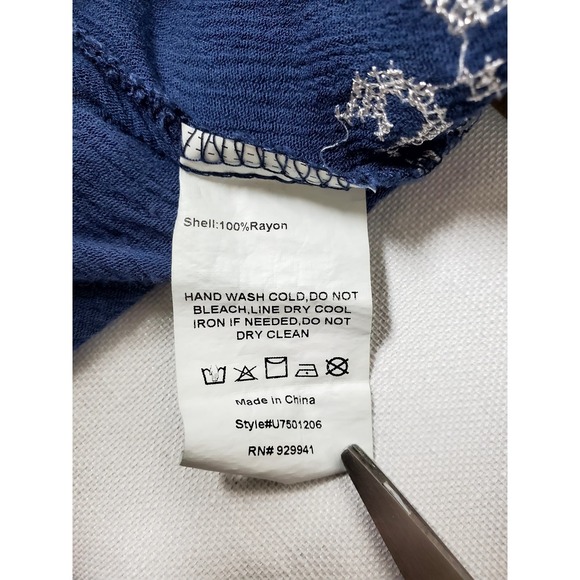 Shell:100%Rayon
HAND WASH COLD,DO NOT
BLEACH,LINE DRY COOL
IRON IF NEEDED,DO NOT
DRY CLEAN
Made in China
Style#U7501206
RN# 929941